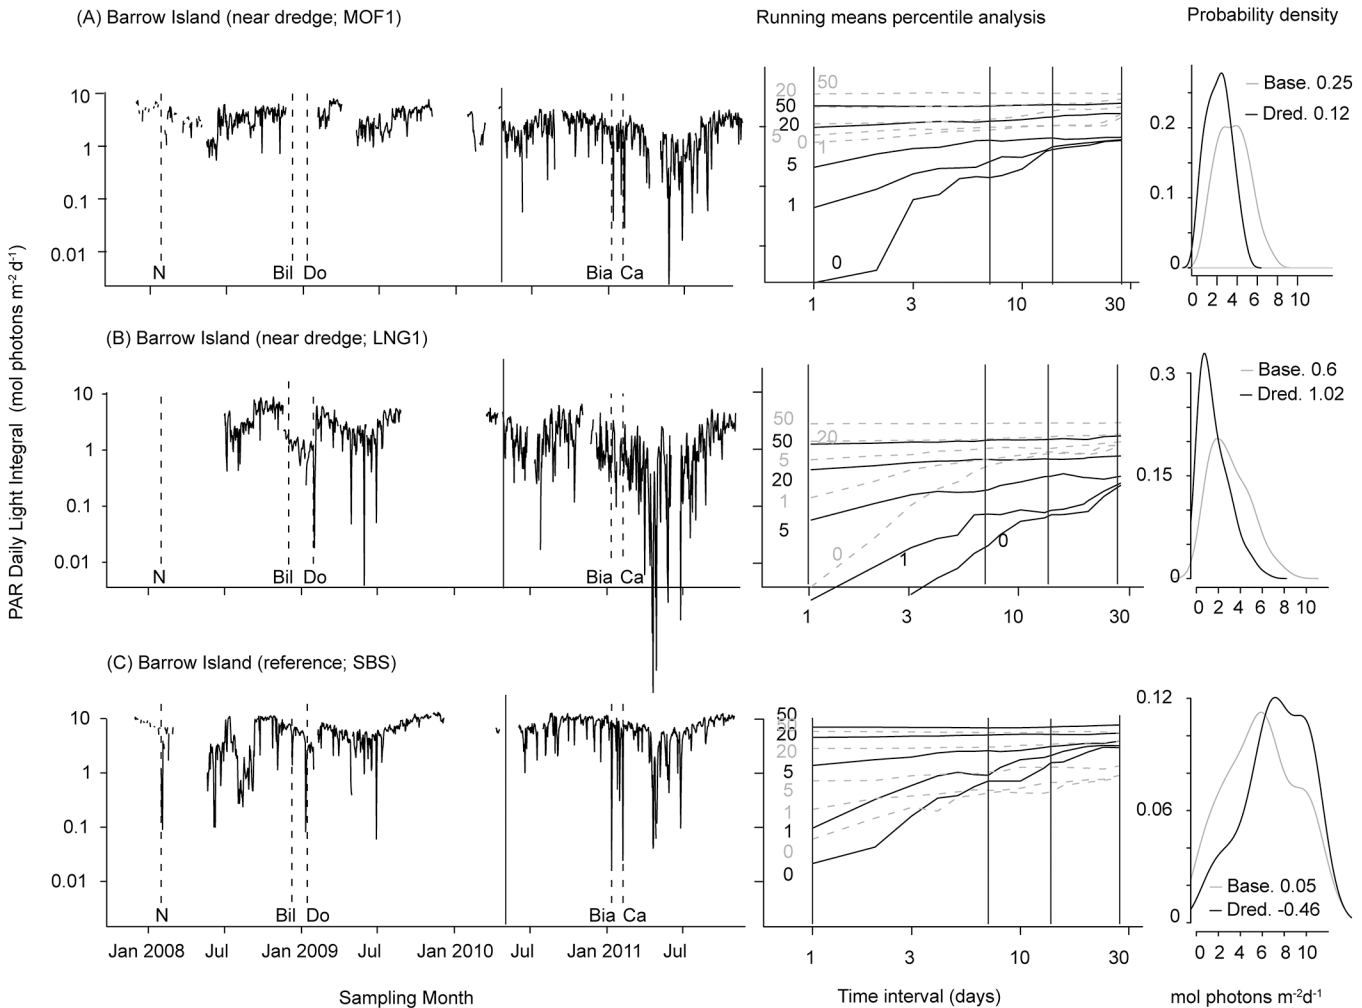 (A) Barrow Island (near dredge; MOF1)
Running means percentile analysis
Probability density
10
1
0.1
0.01
N
Bil
Do
Bia
Ca
20
50
50
20
5
0
1
5
1
0
1
3
10
30
Base. 0.25
Dred. 0.12
0.2
0.1
0
0 2 4 6 8 10
PAR Daily Light Integral (mol photons m-2 d-1)
(B) Barrow Island (near dredge; LNG1)
10
1
0.1
0.01
N
Bil
Do
Bia
Ca
50
50
20
5
20
1
5
0
1
0
1
3
10
30
Base. 0.6
Dred. 1.02
0.3
0.15
0
0 2 4 6 8 10
(C) Barrow Island (reference; SBS)
10
1
0.1
0.01
N
Bil
Do
Bia
Ca
Jan 2008
Jul
Jan 2009
Jul
Jan 2010
Jan 2011
Jul
Sampling Month
50
20
20
5
5
1
1
0
0
1
3
10
30
Time interval (days)
0.12
0.06
0
Base. 0.05
Dred. -0.46
0 2 4 6 8 10
mol photons m-2d-1